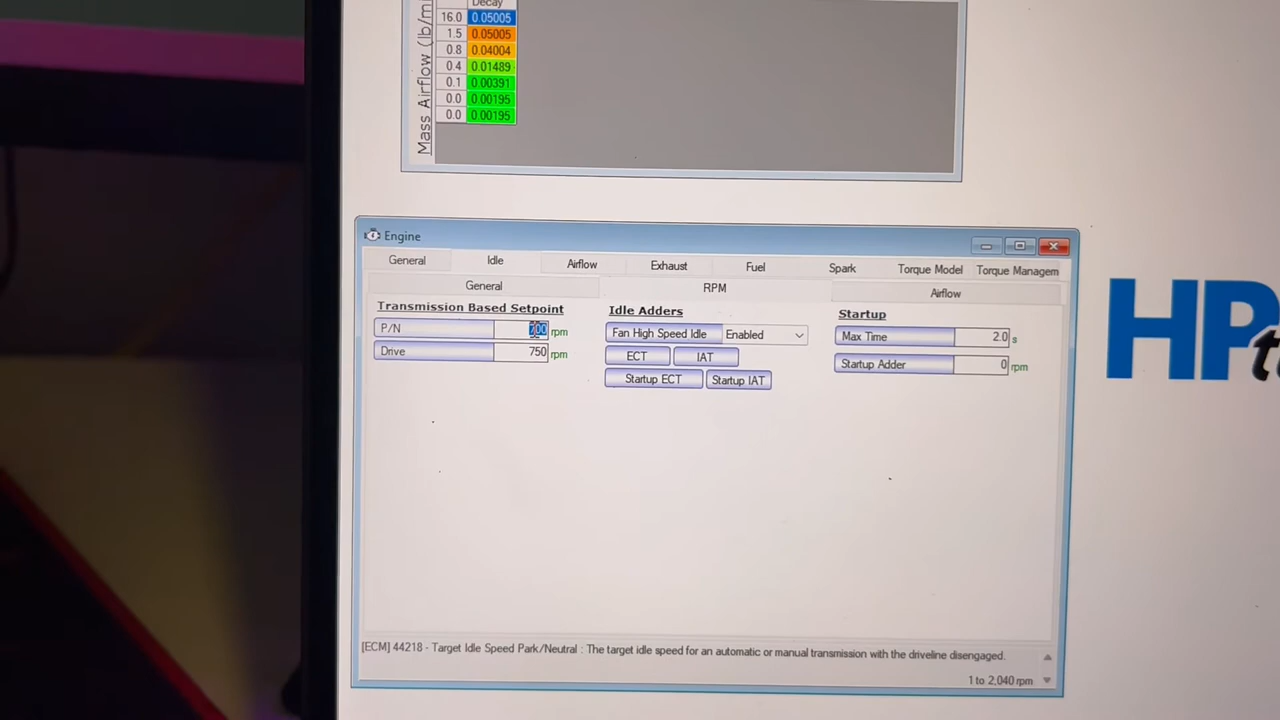 Decay
16.0 0.05005
1.5 0.05005
0.8 0.04004
0.4 0.01489
0.1 0.00391
0.0 0.00195
0.0 0.00195
Mass Airflow (lb/mi
Engine
General Idle Airflow Exhaust Fuel Spark Torque Model Torque Managem
General RPM Airflow
Transmission Based Setpoint
P/N 700 rpm
Drive 750 rpm
Idle Adders
Fan High Speed Idle Enabled
ECT IAT
Startup ECT Startup IAT
Startup
Max Time 2.0 s
Startup Adder 0 rpm
[ECM] 44218 - Target Idle Speed Park/Neutral : The target idle speed for an automatic or manual transmission with the driveline disengaged.
1 to 2,040 rpm
HP
t